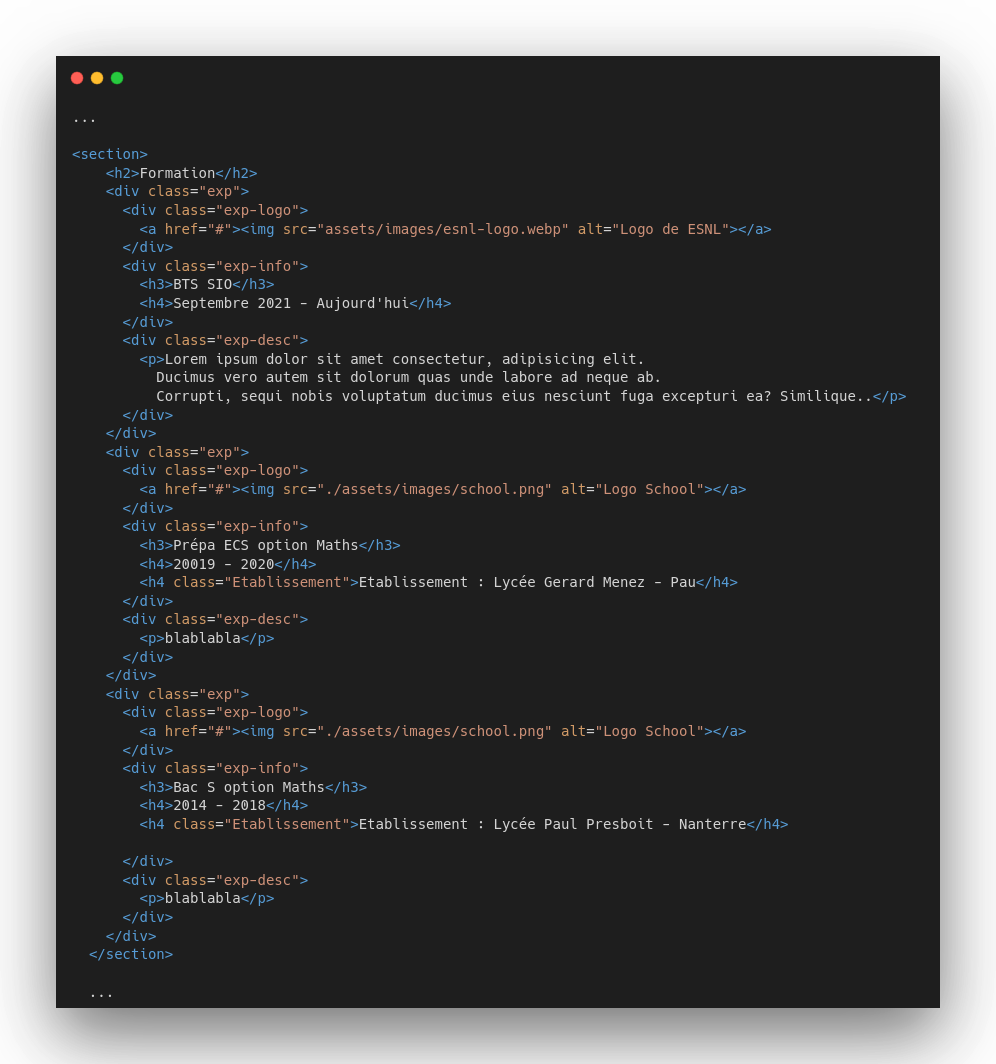 ...

<section>
    <h2>Formation</h2>
    <div class="exp">
      <div class="exp-logo">
        <a href="#"><img src="assets/images/esnl-logo.webp" alt="Logo de ESNL"></a>
      </div>
      <div class="exp-info">
        <h3>BTS SIO</h3>
        <h4>Septembre 2021 - Aujourd'hui</h4>
      </div>
      <div class="exp-desc">
        <p>Lorem ipsum dolor sit amet consectetur, adipisicing elit.
          Ducimus vero autem sit dolorum quas unde labore ad neque ab.
          Corrupti, sequi nobis voluptatum ducimus eius nesciunt fuga excepturi ea? Similique..</p>
      </div>
    </div>
    <div class="exp">
      <div class="exp-logo">
        <a href="#"><img src="./assets/images/school.png" alt="Logo School"></a>
      </div>
      <div class="exp-info">
        <h3>Prépa ECS option Maths</h3>
        <h4>20019 - 2020</h4>
        <h4 class="Etablissement">Etablissement : Lycée Gerard Menez - Pau</h4>
      </div>
      <div class="exp-desc">
        <p>blablabla</p>
      </div>
    </div>
    <div class="exp">
      <div class="exp-logo">
        <a href="#"><img src="./assets/images/school.png" alt="Logo School"></a>
      </div>
      <div class="exp-info">
        <h3>Bac S option Maths</h3>
        <h4>2014 - 2018</h4>
        <h4 class="Etablissement">Etablissement : Lycée Paul Presboit - Nanterre</h4>

      </div>
      <div class="exp-desc">
        <p>blablabla</p>
      </div>
    </div>
  </section>

  ...